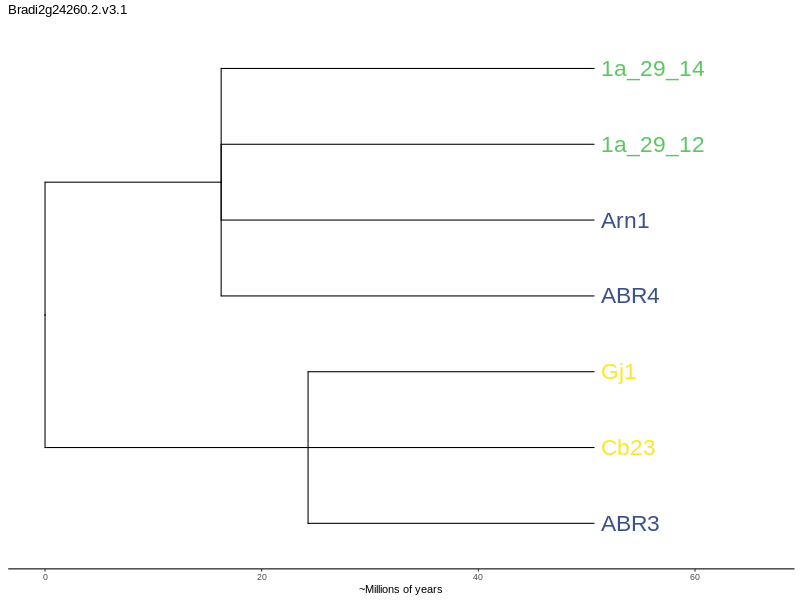 Bradi2g24260.2.v3.1
1a_29_14
1a_29_12
Arn1
ABR4
Gj1
Cb23
ABR3
0 20 40 60
~Millions of years